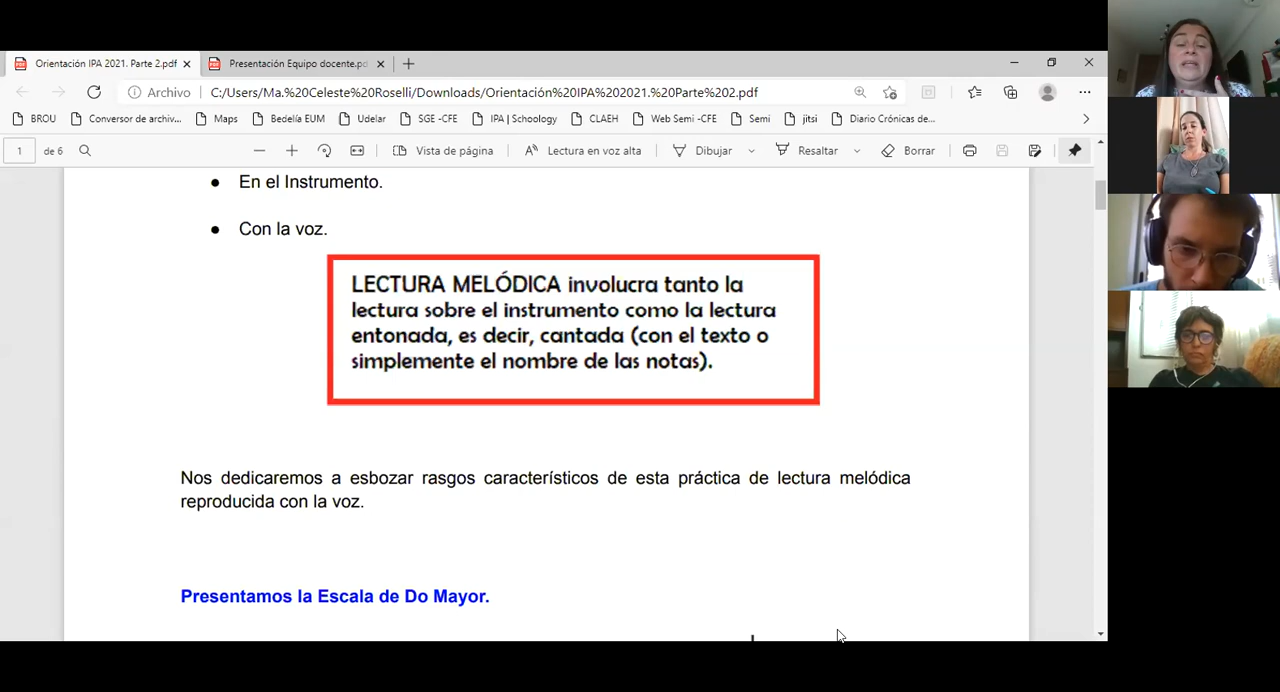 Orientación IPA 2021. Parte 2.pdf
Presentación Equipo docente.pd
Archivo C:/Users/Ma.%20Celeste%20Roselli/Downloads/Orientación%20IPA%202021.%20Parte%202.pdf
BROU Conversor de archiv... Maps Bedelía EUM Udelar SGE -CFE IPA | Schoology CLAEH Web Semi -CFE Semi jitsi Diario Crónicas de...
1 de 6 Vista de página Lectura en voz alta Dibujar Resaltar Borrar
• En el Instrumento.
• Con la voz.
LECTURA MELÓDICA involucra tanto la
lectura sobre el instrumento como la lectura
entonada, es decir, cantada (con el texto o
simplemente el nombre de las notas).
Nos dedicaremos a esbozar rasgos característicos de esta práctica de lectura melódica
reproducida con la voz.
Presentamos la Escala de Do Mayor.